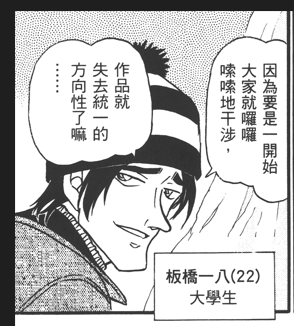 因為要是一開始
大家就囉囉
嗦嗦地干涉，
作品就
失去統一的
方向性了嘛
……
板橋一八(22)
大學生